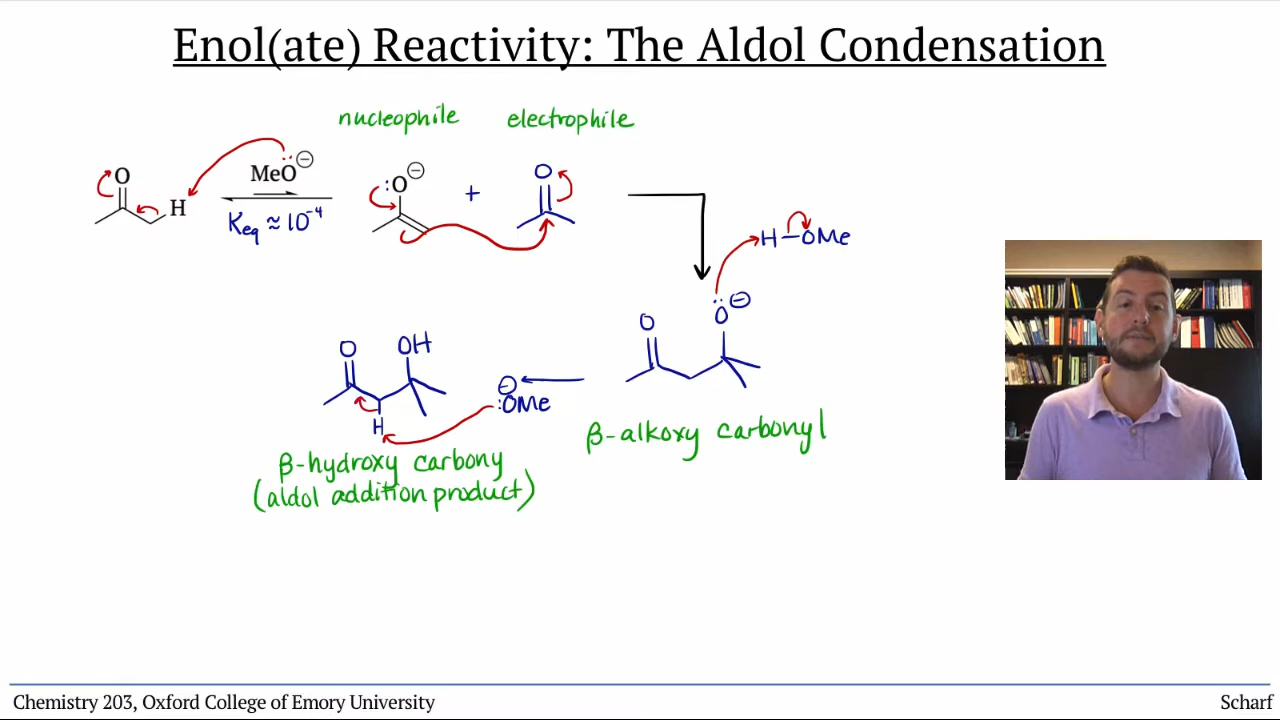 Enol(ate) Reactivity: The Aldol Condensation
nucleophile electrophile
O H MeO⊖ Keq ≈ 10⁻⁴
:O ⊖ + O
H–OMe
O O⊖
O OH H
⊖ :OMe
β-alkoxy carbonyl
β-hydroxy carbony
(aldol addition product)
Chemistry 203, Oxford College of Emory University Scharf